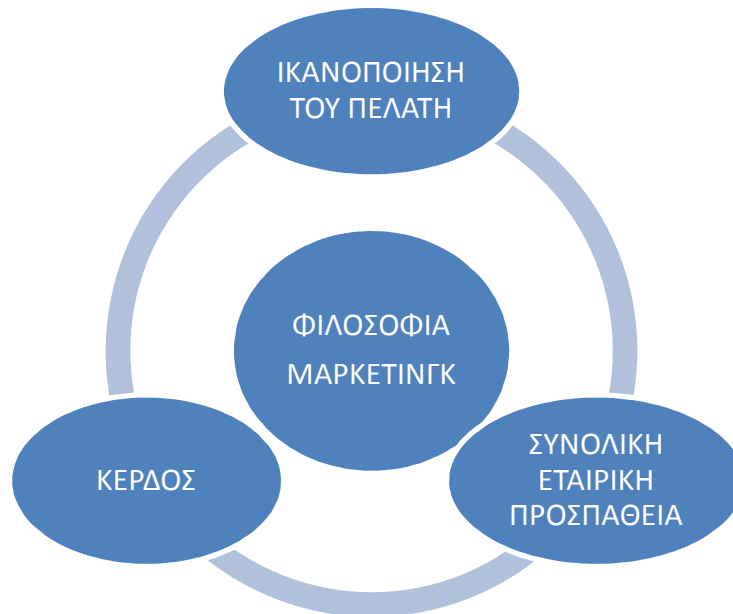 ΙΚΑΝΟΠΟΙΗΣΗ
ΤΟΥ ΠΕΛΑΤΗ
ΦΙΛΟΣΟΦΙΑ
ΜΑΡΚΕΤΙΝΓΚ
ΚΕΡΔΟΣ
ΣΥΝΟΛΙΚΗ
ΕΤΑΙΡΙΚΗ
ΠΡΟΣΠΑΘΕΙΑ